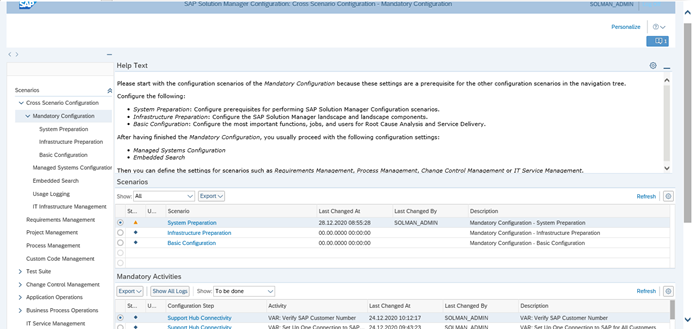 SAP
SAP Solution Manager Configuration: Cross Scenario Configuration - Mandatory Configuration
SOLMAN_ADMIN
Personalize
1
Help Text
Please start with the configuration scenarios of the Mandatory Configuration because these settings are a prerequisite for the other configuration scenarios in the navigation tree.
Configure the following:
• System Preparation: Configure prerequisites for performing SAP Solution Manager Configuration scenarios.
• Infrastructure Preparation: Configure the SAP Solution Manager landscape and landscape components.
• Basic Configuration: Configure the most important functions, jobs, and users for Root Cause Analysis and Service Delivery.
After having finished the Mandatory Configuration, you usually proceed with the following configuration settings:
• Managed Systems Configuration
• Embedded Search
Then you can define the settings for scenarios such as Requirements Management, Process Management, Change Control Management or IT Service Management.
Scenarios
Cross Scenario Configuration
Mandatory Configuration
System Preparation
Infrastructure Preparation
Basic Configuration
Managed Systems Configuration
Embedded Search
Usage Logging
IT Infrastructure Management
Requirements Management
Project Management
Process Management
Custom Code Management
Test Suite
Change Control Management
Application Operations
Business Process Operations
IT Service Management
Scenarios
Show: All Export Refresh
St... U... Scenario Last Changed At Last Changed By Description
System Preparation 28.12.2020 08:55:28 SOLMAN_ADMIN Mandatory Configuration - System Preparation
Infrastructure Preparation 00.00.0000 00:00:00 Mandatory Configuration - Infrastructure Preparation
Basic Configuration 00.00.0000 00:00:00 Mandatory Configuration - Basic Configuration
Mandatory Activities
Export Show All Logs Show: To be done Refresh
St... U... Configuration Step Activity Last Changed At Last Changed By Description
Support Hub Connectivity VAR: Verify SAP Customer Number 24.12.2020 10:12:17 SOLMAN_ADMIN VAR: Verify SAP Customer Number
Support Hub Connectivity VAR: Set Up One Connection to SAP... 24.12.2020 09:43:23 SOLMAN_ADMIN VAR: Set Up One Connection to SAP for All Customer